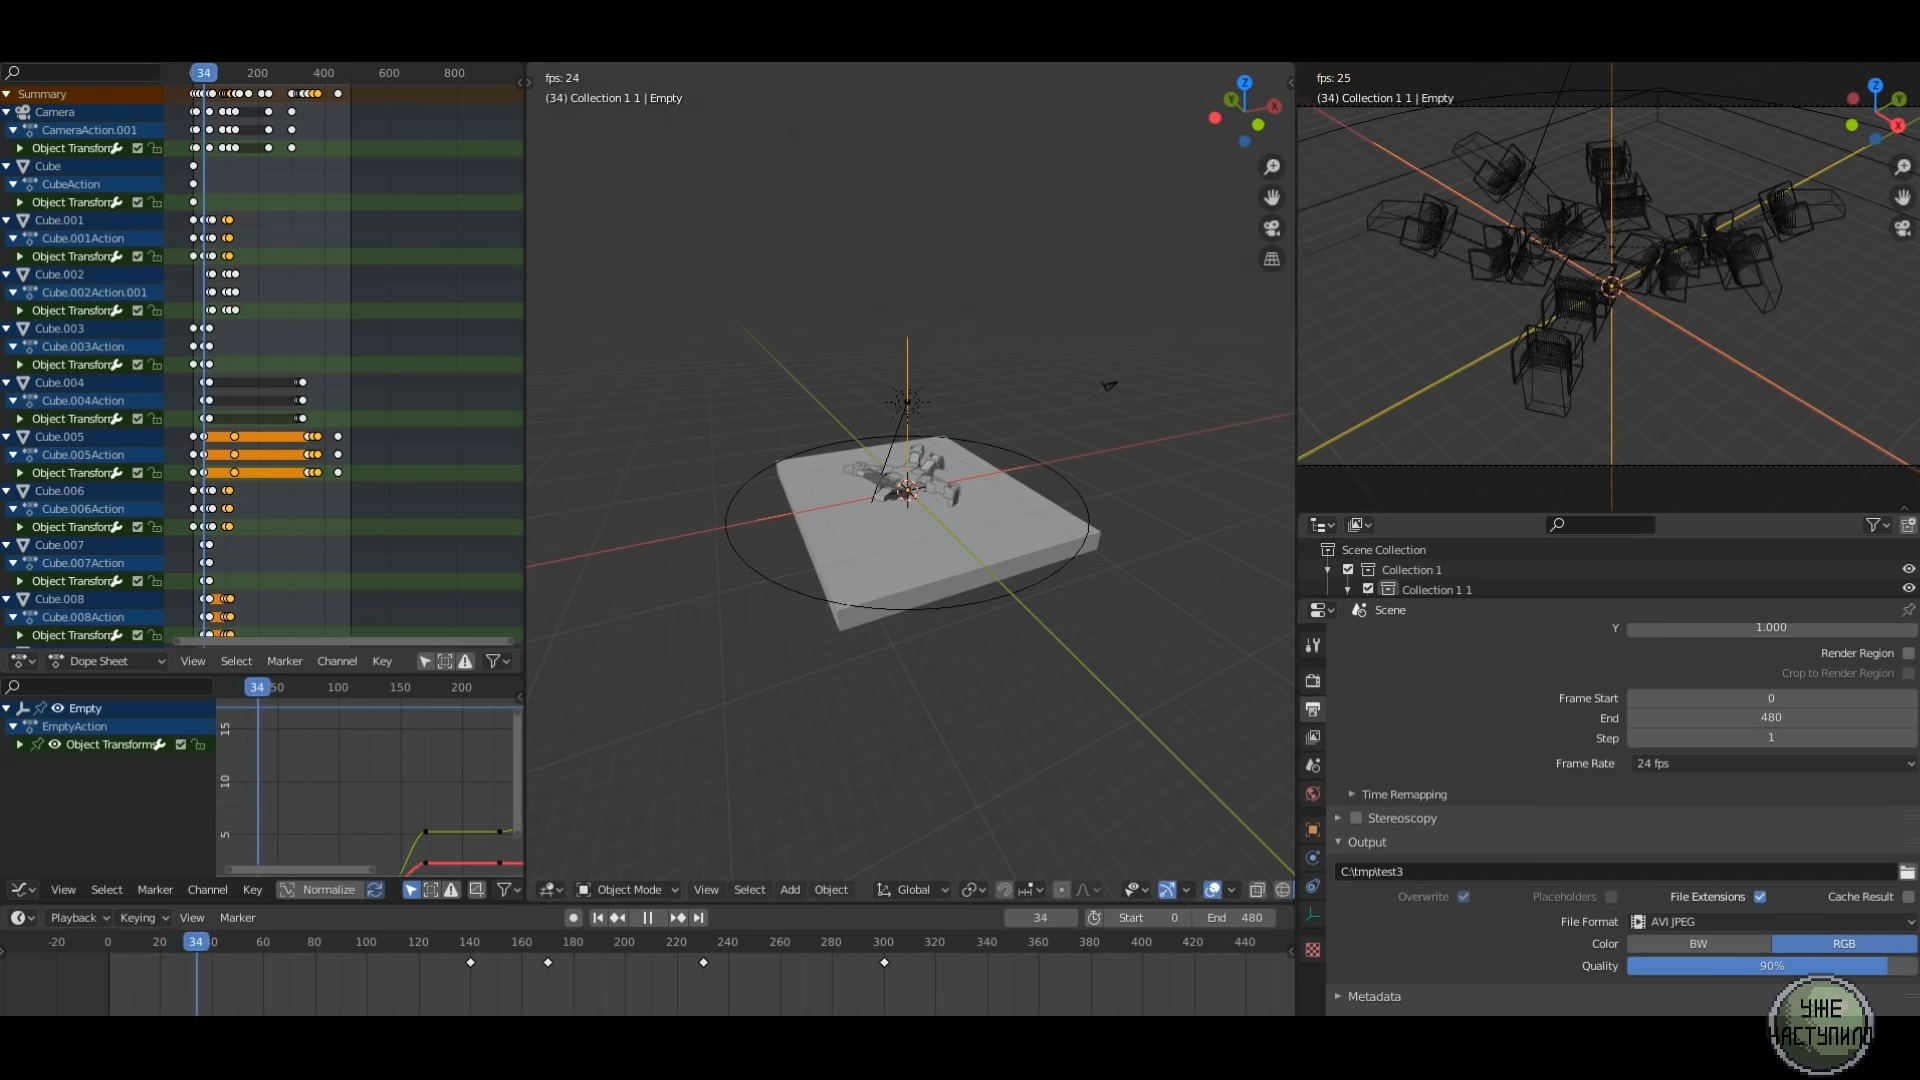 34 200 400 600 800
Summary
Camera
CameraAction.001
Object Transform
Cube
CubeAction
Object Transform
Cube.001
Cube.001Action
Object Transform
Cube.002
Cube.002Action.001
Object Transform
Cube.003
Cube.003Action
Object Transform
Cube.004
Cube.004Action
Object Transform
Cube.005
Cube.005Action
Object Transform
Cube.006
Cube.006Action
Object Transform
Cube.007
Cube.007Action
Object Transform
Cube.008
Cube.008Action
Object Transform
Dope Sheet View Select Marker Channel Key
34 50 100 150 200
Empty
EmptyAction
Object Transforms
15
10
5
View Select Marker Channel Key Normalize
fps: 24
(34) Collection 1 1 | Empty
Z
Y
X
Object Mode View Select Add Object Global
fps: 25
(34) Collection 1 1 | Empty
Z
Y
X
Scene Collection
Collection 1
Collection 1 1
Scene
Y 1.000
Render Region
Crop to Render Region
Frame Start 0
End 480
Step 1
Frame Rate 24 fps
Time Remapping
Stereoscopy
Output
C:\tmp\test3
Overwrite Placeholders File Extensions Cache Result
File Format AVI JPEG
Color BW RGB
Quality 90%
Metadata
Playback Keying View Marker 34 Start 0 End 480
-20 0 20 34 60 80 100 120 140 160 180 200 220 240 260 280 300 320 340 360 380 400 420 440
УЖЕ
НАСТУПИЛО